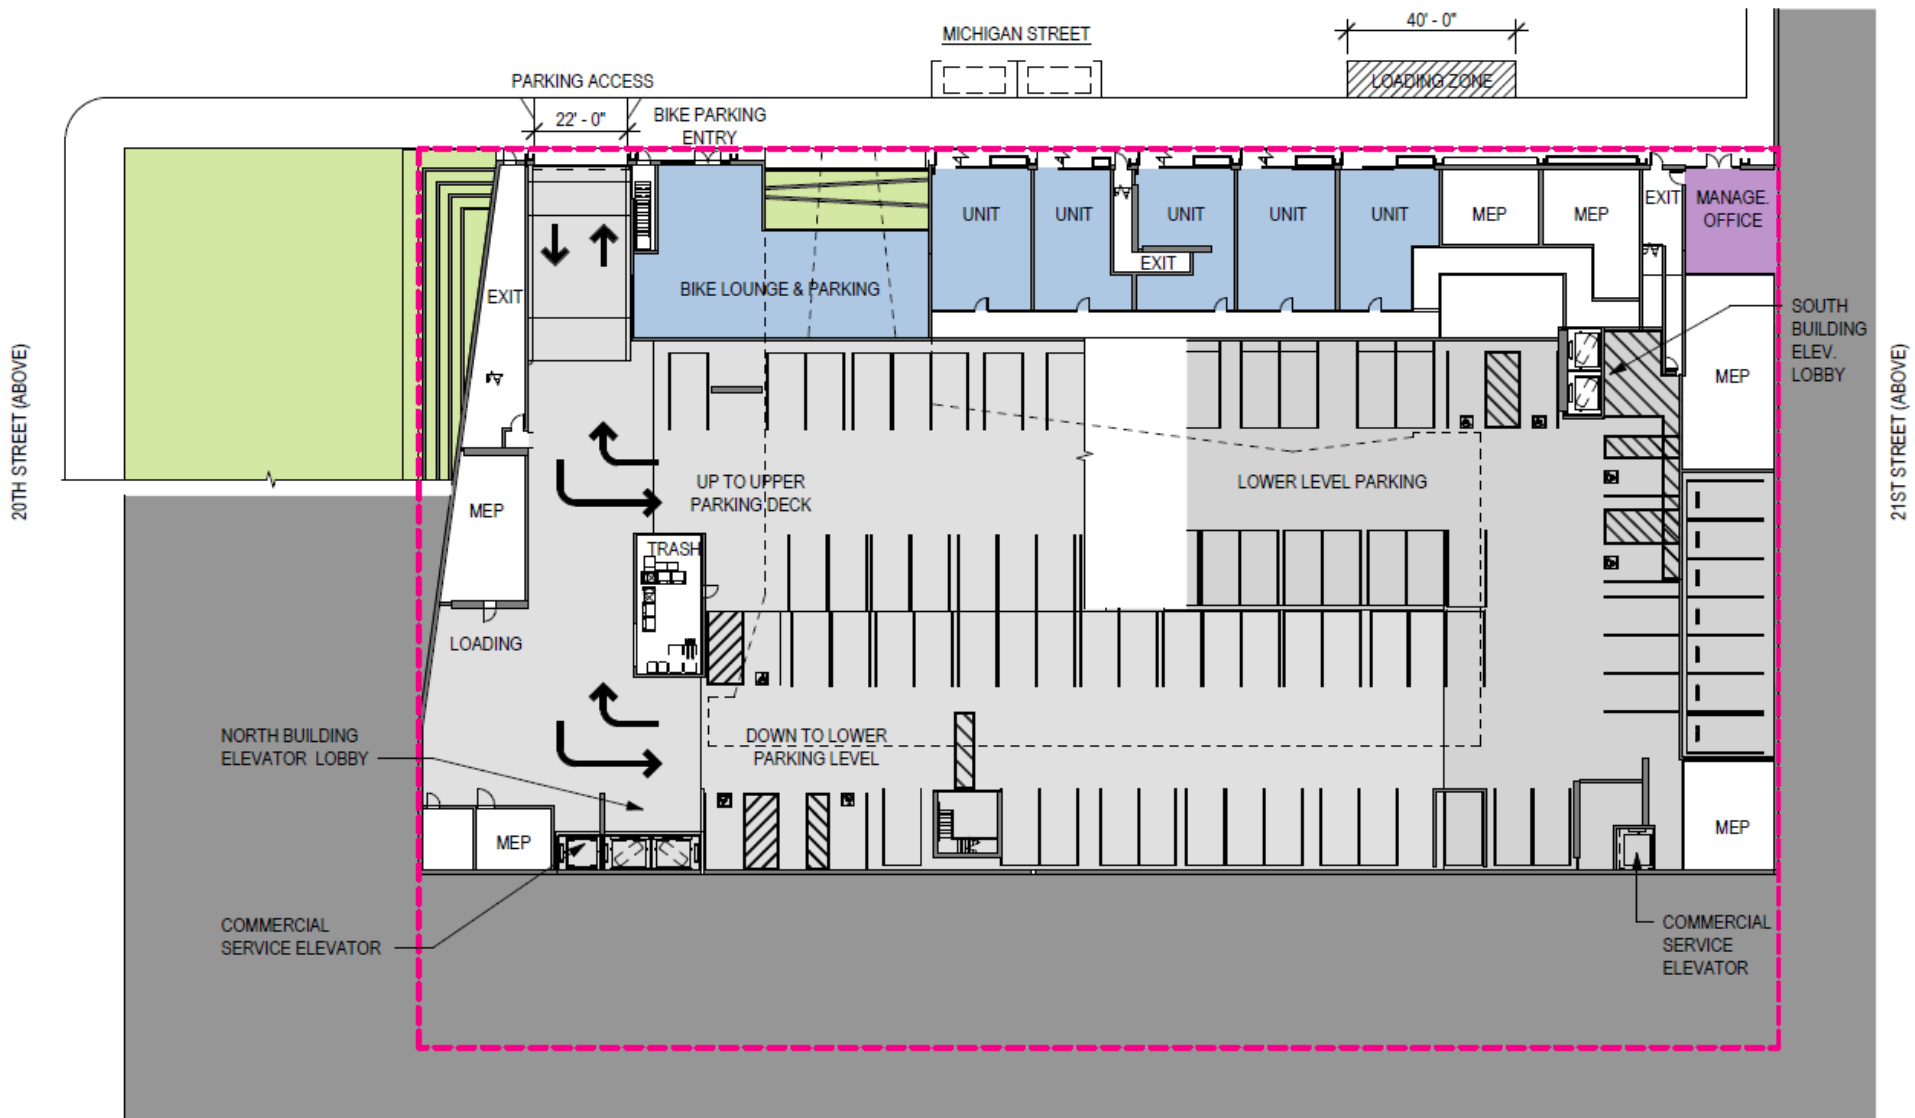 MICHIGAN STREET
40' - 0"
LOADING ZONE
PARKING ACCESS
22' - 0"
BIKE PARKING
ENTRY
EXIT
BIKE LOUNGE & PARKING
UNIT
UNIT
EXIT
UNIT
UNIT
UNIT
MEP
MEP
EXIT
MANAGE.
OFFICE
SOUTH
BUILDING
ELEV.
LOBBY
MEP
20TH STREET (ABOVE)
21ST STREET (ABOVE)
UP TO UPPER
PARKING DECK
LOWER LEVEL PARKING
MEP
TRASH
LOADING
NORTH BUILDING
ELEVATOR LOBBY
DOWN TO LOWER
PARKING LEVEL
MEP
MEP
COMMERCIAL
SERVICE ELEVATOR
COMMERCIAL
SERVICE
ELEVATOR